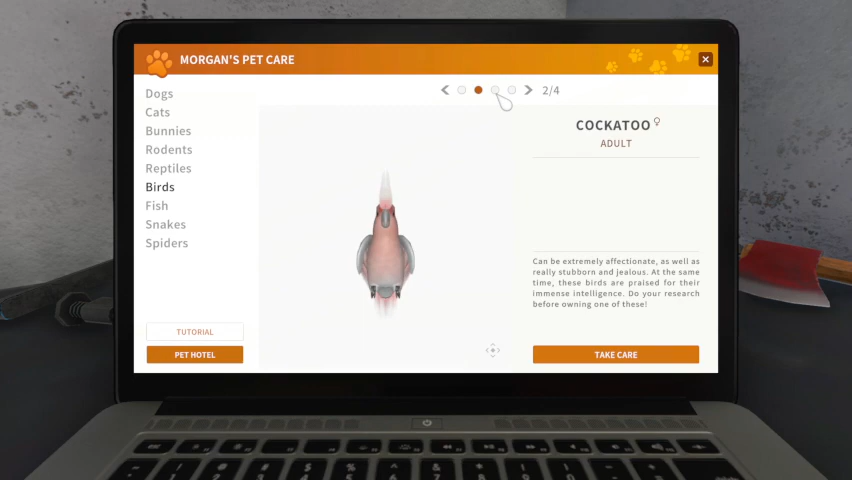 MORGAN'S PET CARE
Dogs
Cats
Bunnies
Rodents
Reptiles
Birds
Fish
Snakes
Spiders
TUTORIAL
PET HOTEL
2/4
COCKATOO♀
ADULT
Can be extremely affectionate, as well as
really stubborn and jealous. At the same
time, these birds are praised for their
immense intelligence. Do your research
before owning one of these!
TAKE CARE